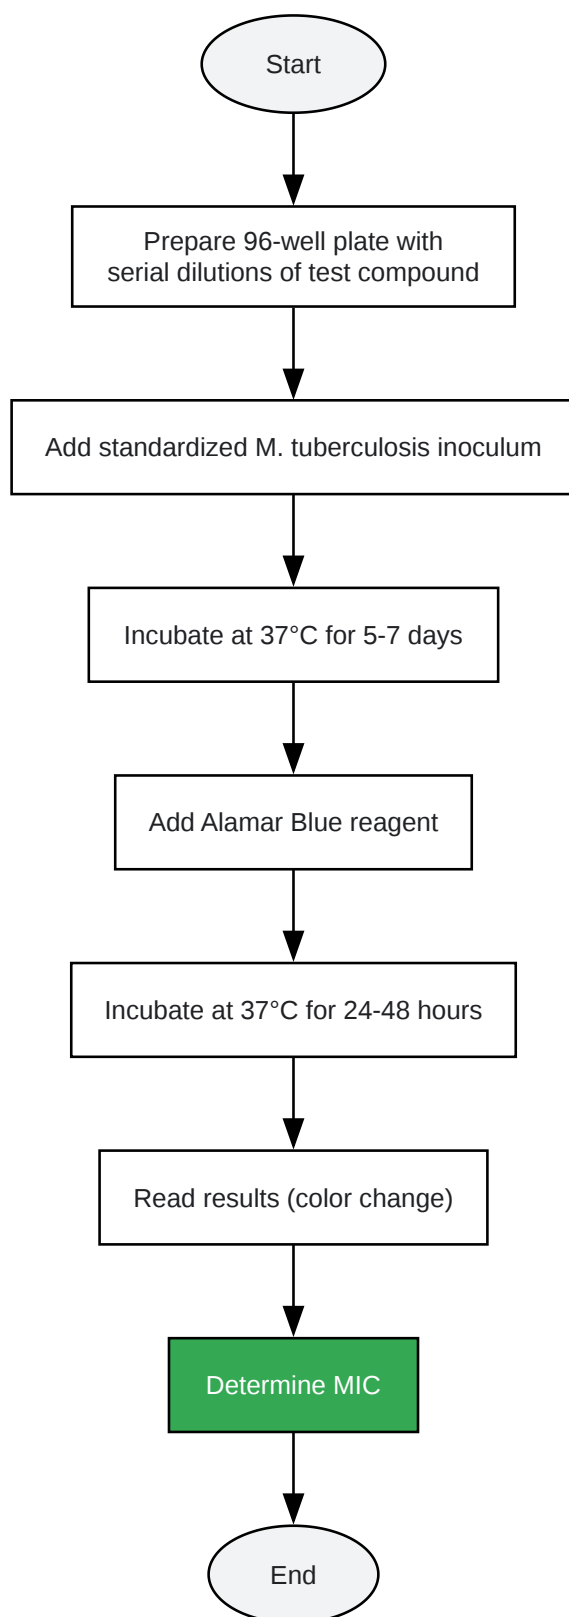 Start
Prepare 96-well plate with
serial dilutions of test compound
Add standardized M. tuberculosis inoculum
Incubate at 37°C for 5-7 days
Add Alamar Blue reagent
Incubate at 37°C for 24-48 hours
Read results (color change)
Determine MIC
End